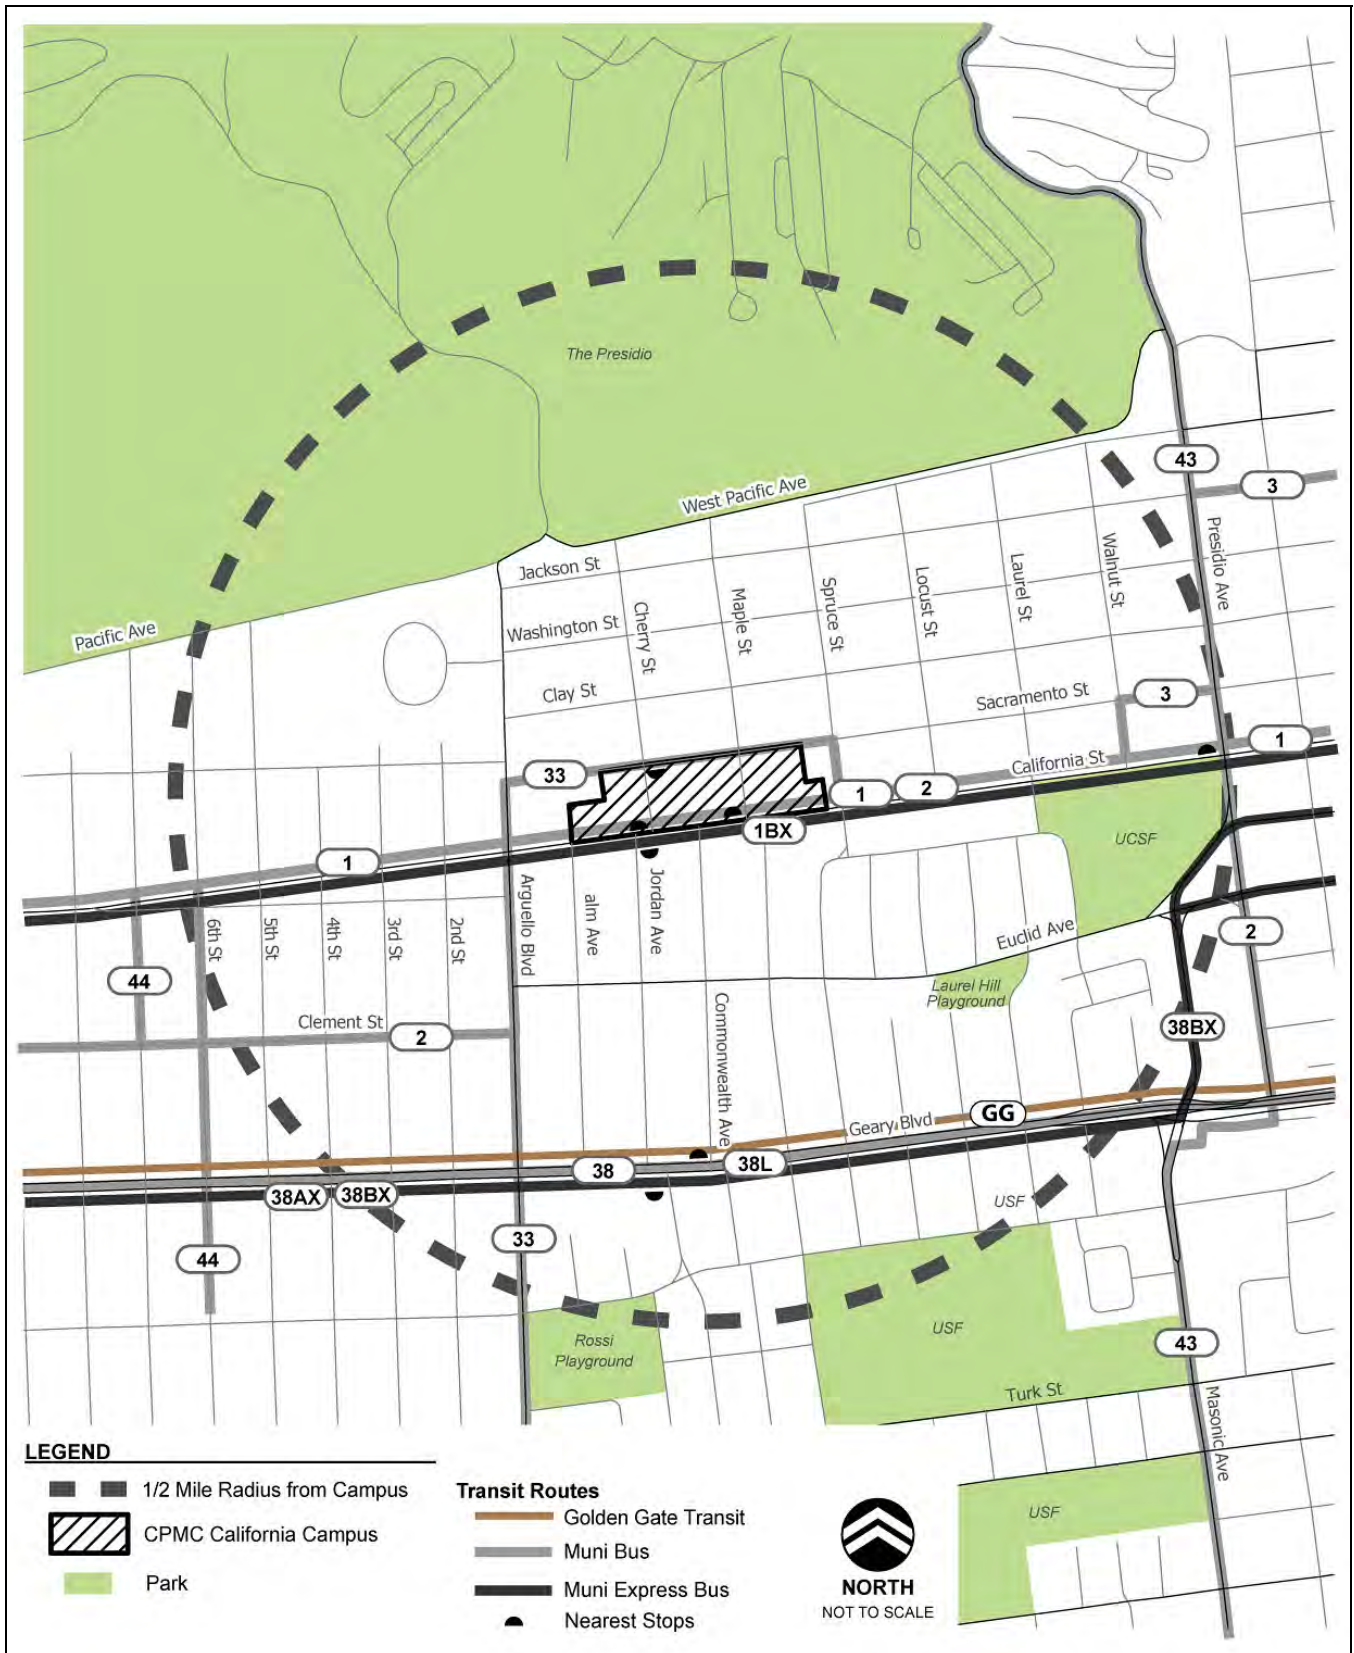 The Presidio
43
3
West Pacific Ave
Presidio Ave
Walnut St
Jackson St
Laurel St
Locust St
Spruce St
Maple St
Cherry St
Washington St
Pacific Ave
Clay St
Sacramento St
3
1
California St
33
1
2
1BX
UCSF
1
Arguello Blvd
alm Ave
Jordan Ave
6th St
5th St
4th St
3rd St
2nd St
Euclid Ave
2
44
Laurel Hill
Playground
Commonwealth Ave
Clement St
2
38BX
GG
Geary Blvd
38
38L
38AX
38BX
USF
33
44
Rossi
Playground
USF
43
Turk St
Masonic Ave
USF
LEGEND
1/2 Mile Radius from Campus
CPMC California Campus
Park
Transit Routes
Golden Gate Transit
Muni Bus
Muni Express Bus
Nearest Stops
NORTH
NOT TO SCALE